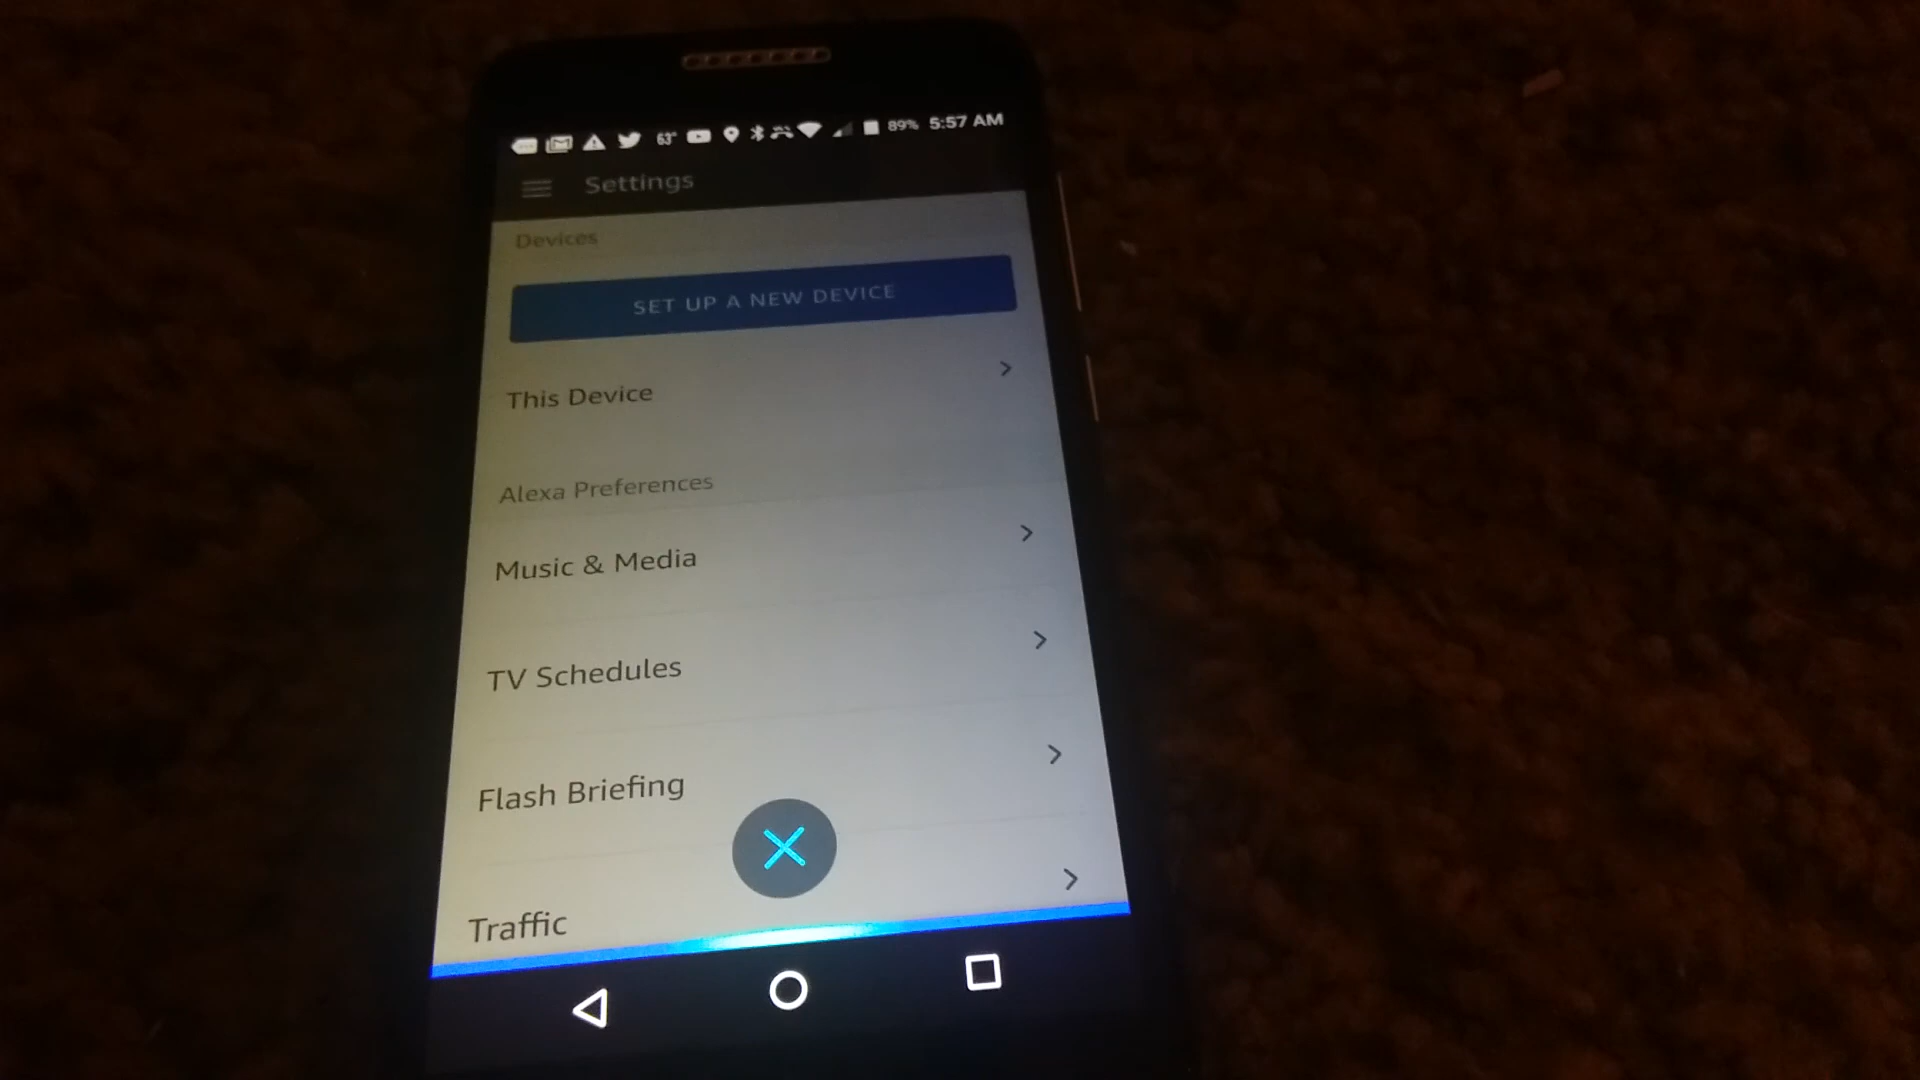 63° 89% 5:57 AM
Settings
Devices
SET UP A NEW DEVICE
This Device
Alexa Preferences
Music & Media
TV Schedules
Flash Briefing
Traffic